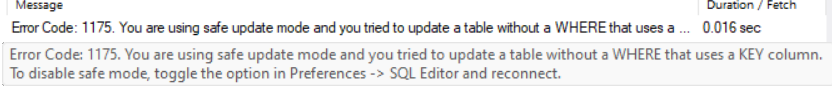 Message Duration / Fetch
Error Code: 1175. You are using safe update mode and you tried to update a table without a WHERE that uses a ... 0.016 sec
Error Code: 1175. You are using safe update mode and you tried to update a table without a WHERE that uses a KEY column.
To disable safe mode, toggle the option in Preferences -> SQL Editor and reconnect.